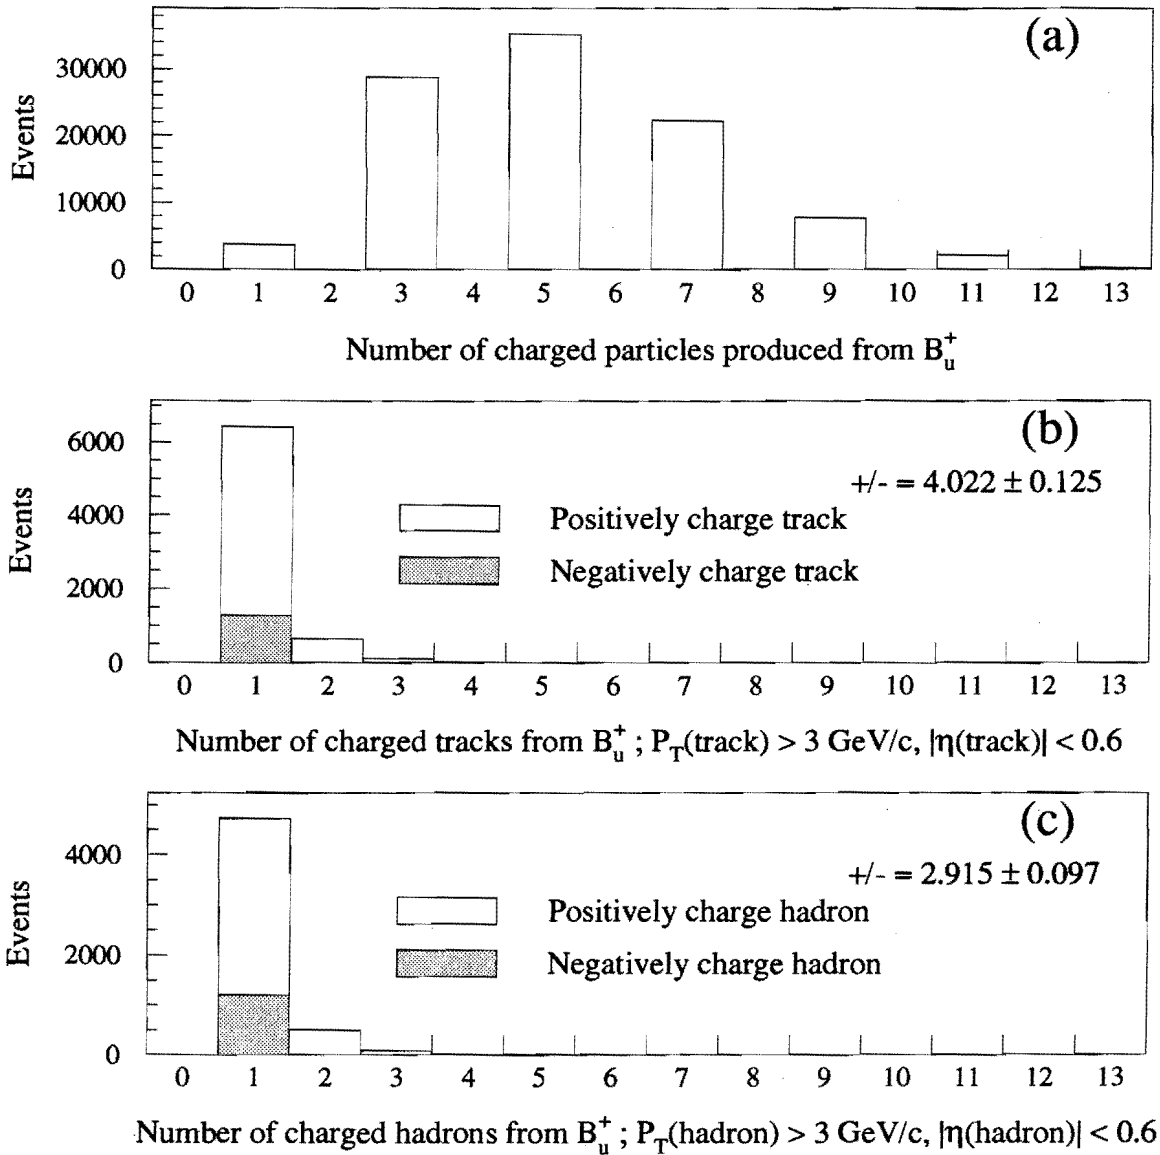 (a)
Events
30000
20000
10000
0
0 1 2 3 4 5 6 7 8 9 10 11 12 13
Number of charged particles produced from B_u^+
(b)
Events
6000
4000
2000
0
+/- = 4.022 ± 0.125
Positively charge track
Negatively charge track
0 1 2 3 4 5 6 7 8 9 10 11 12 13
Number of charged tracks from B_u^+ ; P_T(track) > 3 GeV/c, |η(track)| < 0.6
(c)
Events
4000
2000
0
+/- = 2.915 ± 0.097
Positively charge hadron
Negatively charge hadron
0 1 2 3 4 5 6 7 8 9 10 11 12 13
Number of charged hadrons from B_u^+ ; P_T(hadron) > 3 GeV/c, |η(hadron)| < 0.6